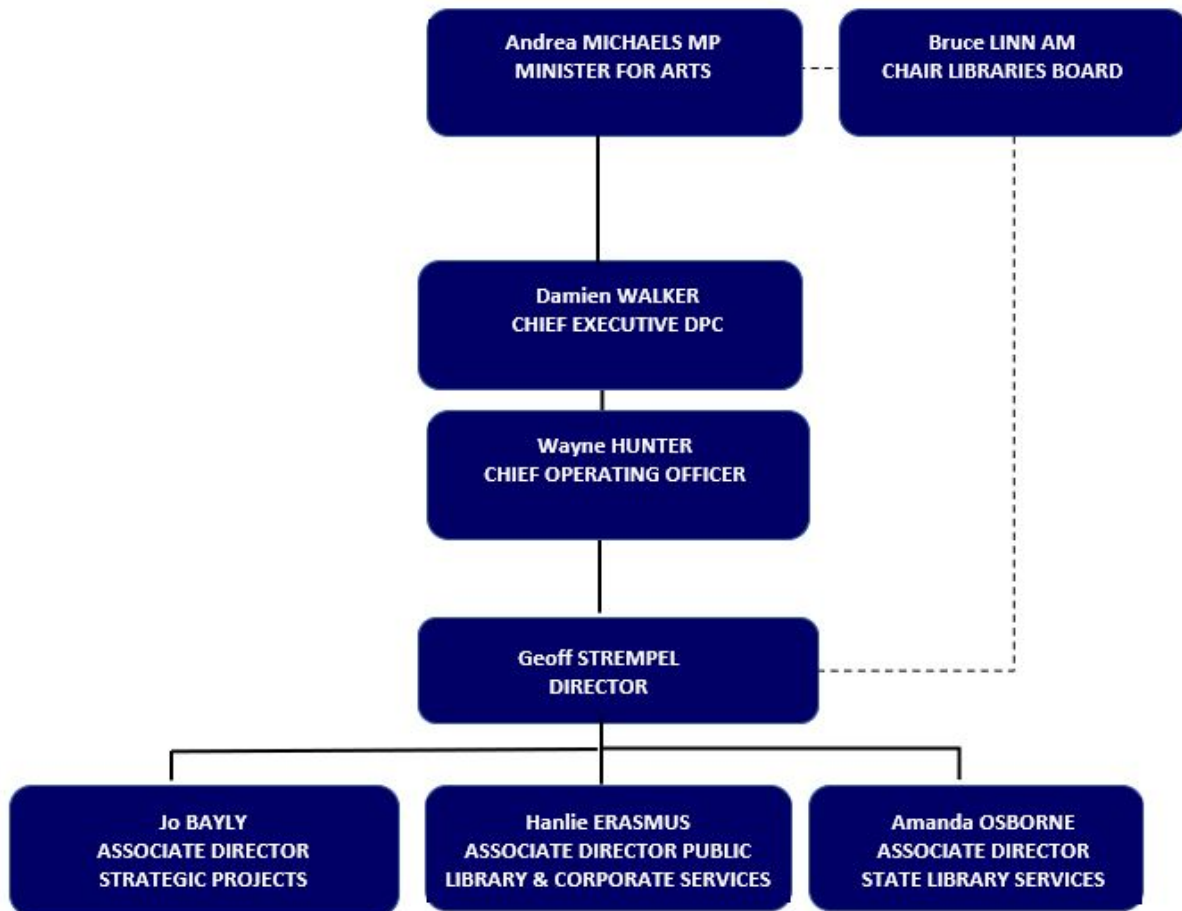 Andrea MICHAELS MP
MINISTER FOR ARTS
Bruce LINN AM
CHAIR LIBRARIES BOARD
Damien WALKER
CHIEF EXECUTIVE DPC
Wayne HUNTER
CHIEF OPERATING OFFICER
Geoff STREMPEL
DIRECTOR
Jo BAYLY
ASSOCIATE DIRECTOR
STRATEGIC PROJECTS
Hanlie ERASMUS
ASSOCIATE DIRECTOR PUBLIC
LIBRARY & CORPORATE SERVICES
Amanda OSBORNE
ASSOCIATE DIRECTOR
STATE LIBRARY SERVICES